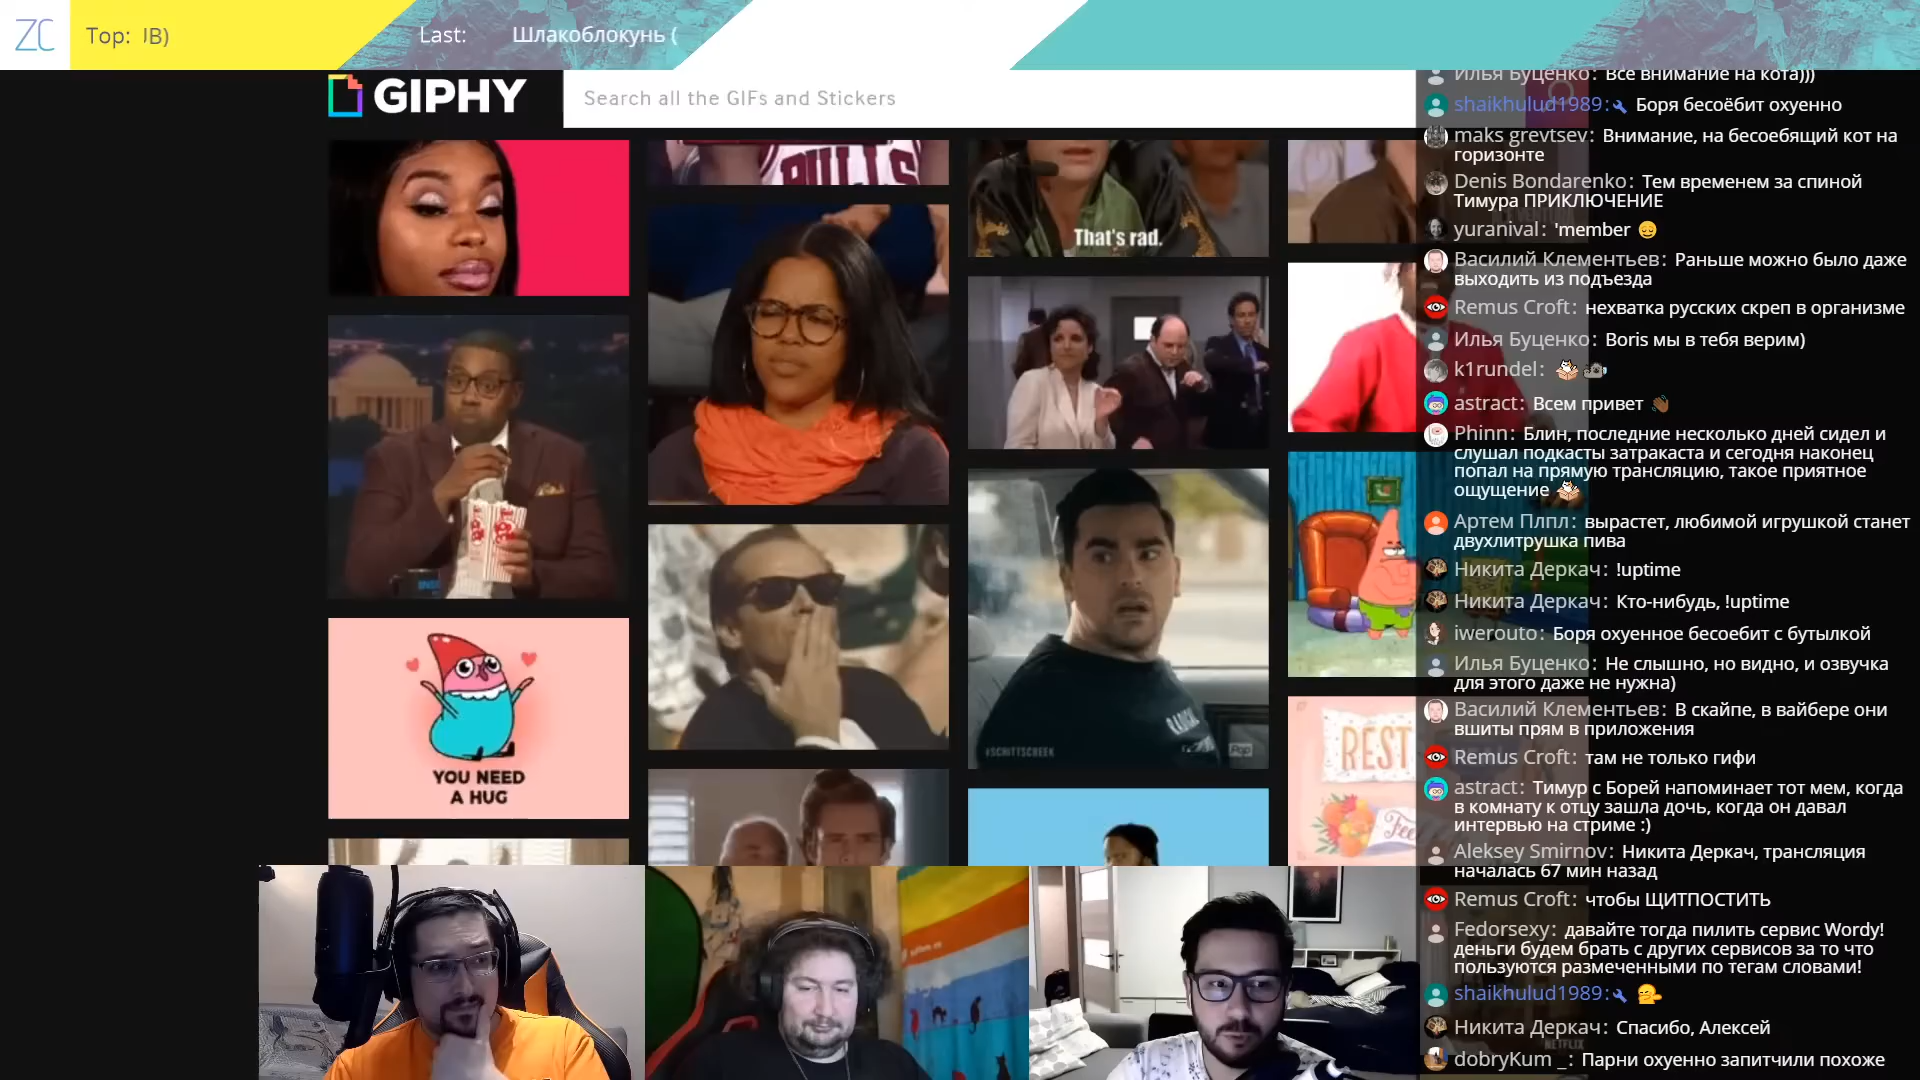 ZC
Top:
Last:
Шлакоблокунь (
GIPHY
Search all the GIFs and Stickers
BULLS
That's rad.
#SCHITTSCREEK
Pop
YOU NEED
A HUG
REST
Feel
Илья Буценко: Все внимание на кота)))
shaikhulud1989: Боря бесоёбит охуенно
maks grevtsev: Внимание, на бесоебящий кот на
горизонте
Denis Bondarenko: Тем временем за спиной
Тимура ПРИКЛЮЧЕНИЕ
yuranival: 'member 😌
Василий Клементьев: Раньше можно было даже
выходить из подъезда
Remus Croft: нехватка русских скреп в организме
Илья Буценко: Boris мы в тебя верим)
k1rundel:
astract: Всем привет 👋🏾
Phinn: Блин, последние несколько дней сидел и
слушал подкасты затракаста и сегодня наконец
попал на прямую трансляцию, такое приятное
ощущение
Артем Плпл: вырастет, любимой игрушкой станет
двухлитрушка пива
Никита Деркач: !uptime
Никита Деркач: Кто-нибудь, !uptime
iwerouto: Боря охуенное бесоебит с бутылкой
Илья Буценко: Не слышно, но видно, и озвучка
для этого даже не нужна)
Василий Клементьев: В скайпе, в вайбере они
вшиты прям в приложения
Remus Croft: там не только гифи
astract: Тимур с Борей напоминает тот мем, когда
в комнату к отцу зашла дочь, когда он давал
интервью на стриме :)
Aleksey Smirnov: Никита Деркач, трансляция
началась 67 мин назад
Remus Croft: чтобы ЩИТПОСТИТЬ
Fedorsexy: давайте тогда пилить сервис Wordy!
деньги будем брать с других сервисов за то что
пользуются размеченными по тегам словами!
shaikhulud1989:
Никита Деркач: Спасибо, Алексей
NETFLIX
dobryKum _: Парни охуенно запитчили похоже